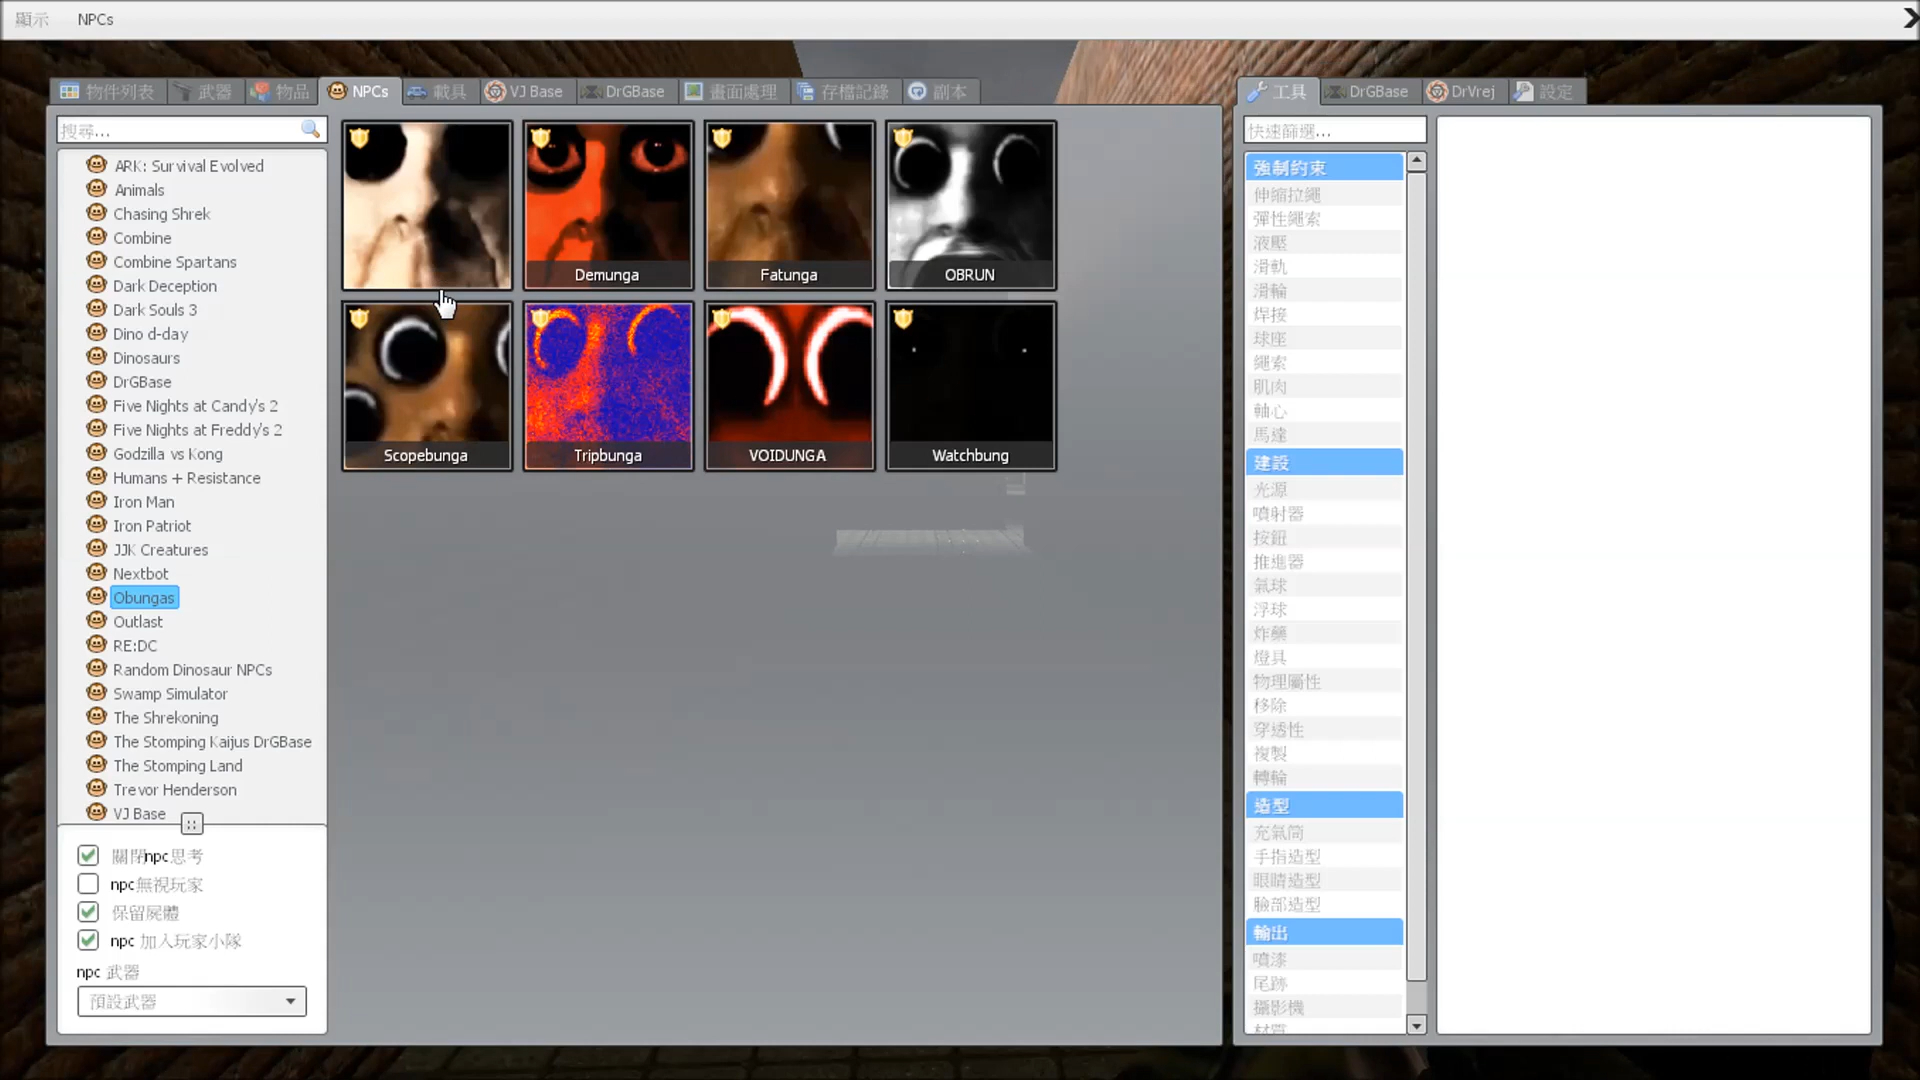 顯示 NPCs
物件列表 武器 物品 NPCs 載具 VJ Base DrGBase 畫面處理 存檔記錄 副本
搜尋...
ARK: Survival Evolved
Animals
Chasing Shrek
Combine
Combine Spartans
Dark Deception
Dark Souls 3
Dino d-day
Dinosaurs
DrGBase
Five Nights at Candy's 2
Five Nights at Freddy's 2
Godzilla vs Kong
Humans + Resistance
Iron Man
Iron Patriot
JJK Creatures
Nextbot
Obungas
Outlast
RE:DC
Random Dinosaur NPCs
Swamp Simulator
The Shrekoning
The Stomping Kaijus DrGBase
The Stomping Land
Trevor Henderson
VJ Base
關閉npc思考
npc無視玩家
保留屍體
npc 加入玩家小隊
npc 武器
預設武器
Demunga
Fatunga
OBRUN
Scopebunga
Tripbunga
VOIDUNGA
Watchbung
工具 DrGBase DrVrej 設定
快速篩選...
強制約束
伸縮拉繩
彈性繩索
液壓
滑軌
滑輪
焊接
球座
繩索
肌肉
軸心
馬達
建設
光源
噴射器
按鈕
推進器
氣球
浮球
炸藥
燈具
物理屬性
移除
穿透性
複製
轉輪
造型
充氣筒
手指造型
眼睛造型
臉部造型
輸出
噴漆
尾跡
攝影機
材質